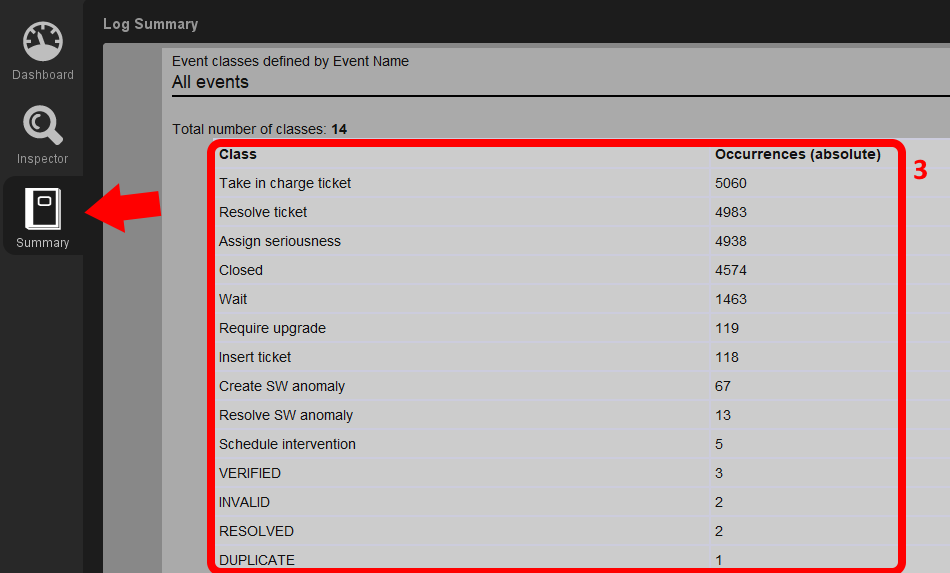 Log Summary
Dashboard
Inspector
Summary
Event classes defined by Event Name
All events
Total number of classes: 14
Class Occurrences (absolute)
3
Take in charge ticket 5060
Resolve ticket 4983
Assign seriousness 4938
Closed 4574
Wait 1463
Require upgrade 119
Insert ticket 118
Create SW anomaly 67
Resolve SW anomaly 13
Schedule intervention 5
VERIFIED 3
INVALID 2
RESOLVED 2
DUPLICATE 1